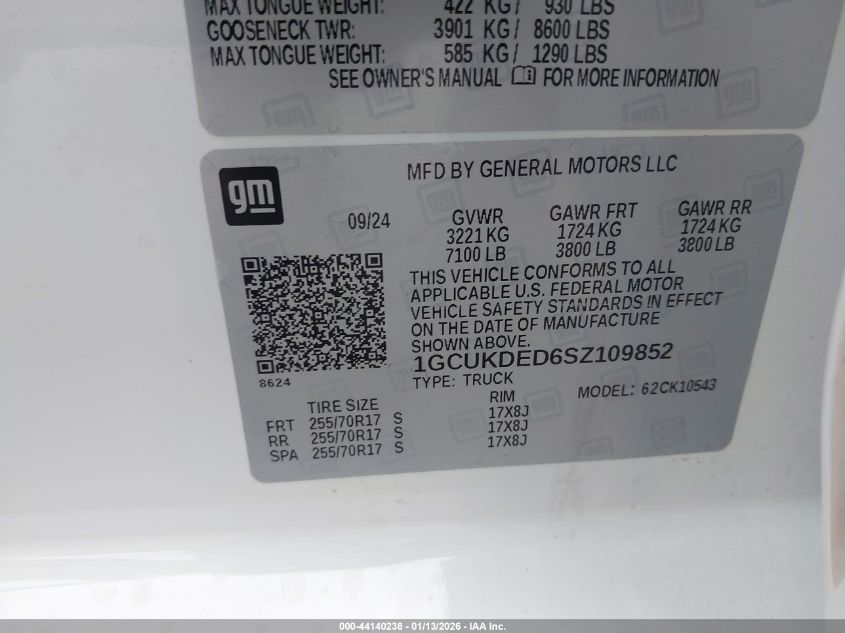 MAX TONGUE WEIGHT: 422 KG/ 930 LBS
GOOSENECK TWR: 3901 KG/ 8600 LBS
MAX TONGUE WEIGHT: 585 KG/ 1290 LBS
SEE OWNER'S MANUAL FOR MORE INFORMATION
gm
MFD BY GENERAL MOTORS LLC
09/24
GVWR GAWR FRT GAWR RR
3221 KG 1724 KG 1724 KG
7100 LB 3800 LB 3800 LB
THIS VEHICLE CONFORMS TO ALL
APPLICABLE U.S. FEDERAL MOTOR
VEHICLE SAFETY STANDARDS IN EFFECT
ON THE DATE OF MANUFACTURE
SHOWN ABOVE.
1GCUKDED6SZ109852
8624
TYPE: TRUCK
MODEL: 62CK10543
TIRE SIZE RIM
FRT 255/70R17 S 17X8J
RR 255/70R17 S 17X8J
SPA 255/70R17 S 17X8J
000-44140238 - 01/13/2026 - IAA Inc.